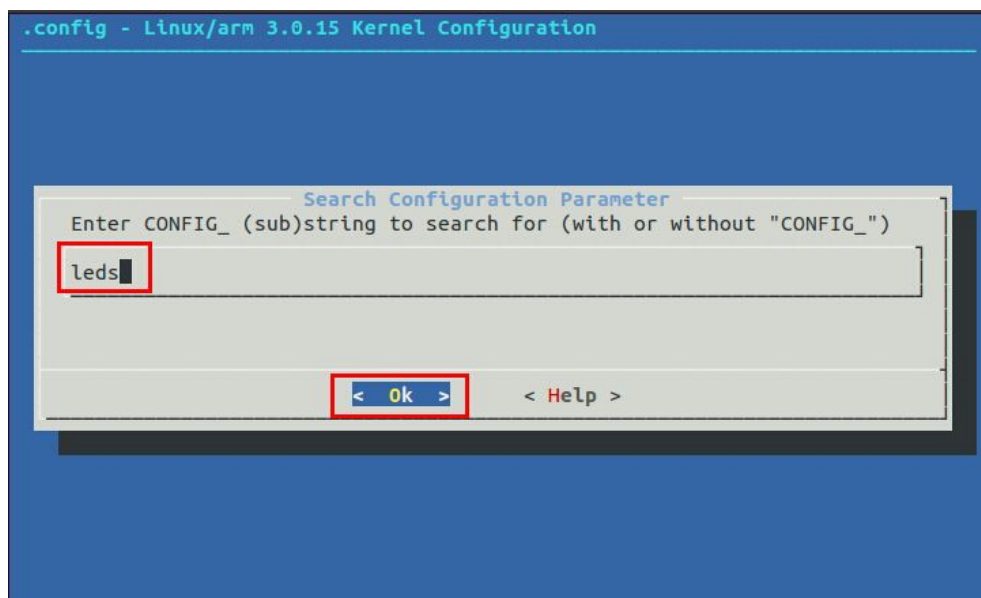 .config - Linux/arm 3.0.15 Kernel Configuration
Search Configuration Parameter
Enter CONFIG_ (sub)string to search for (with or without "CONFIG_")
leds
< Ok > < Help >